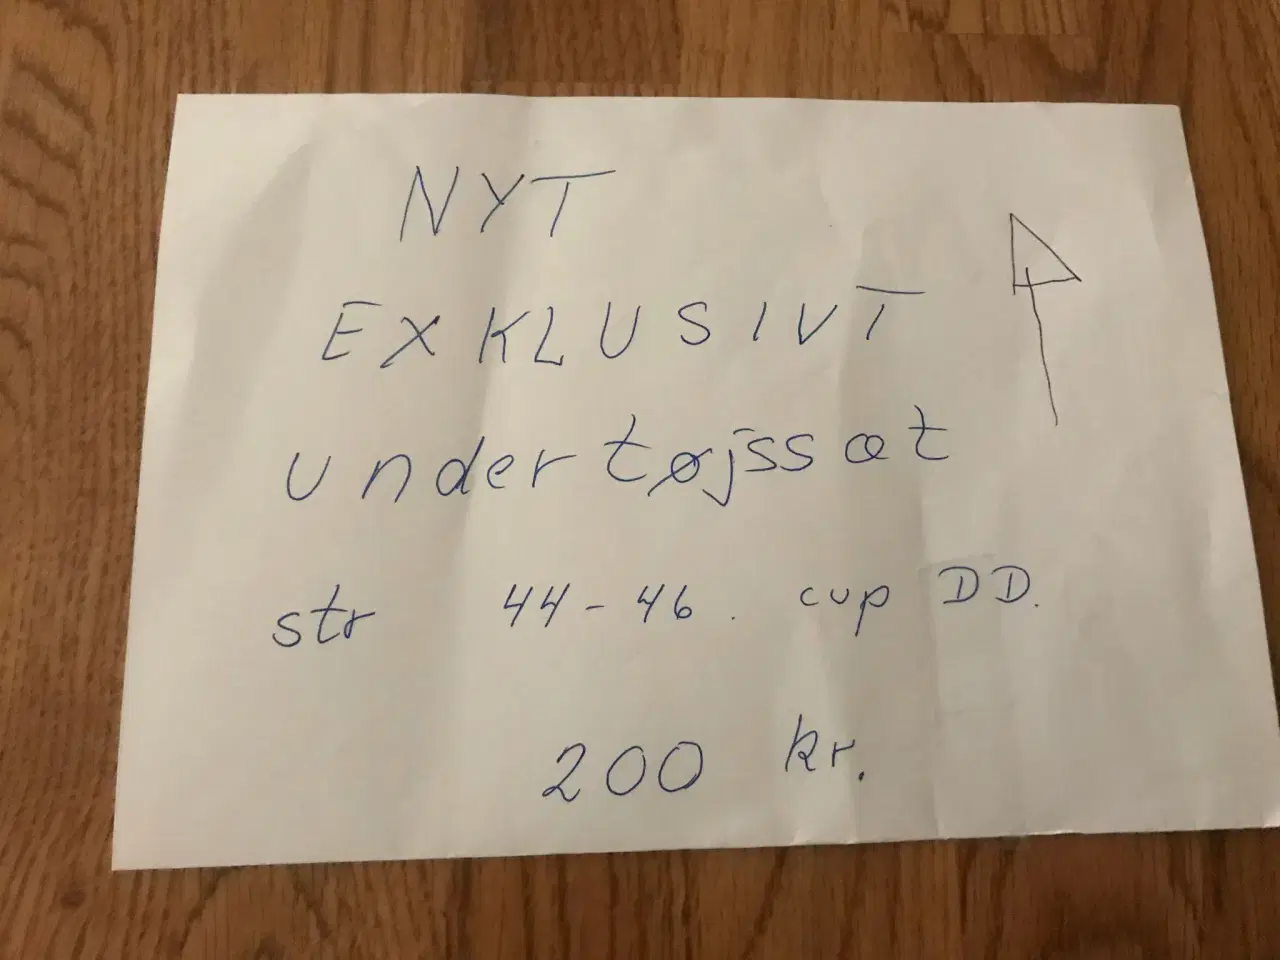 NYT
EXKLUSIVT
undertøjssæt
str 44-46. cup DD.
200 kr.